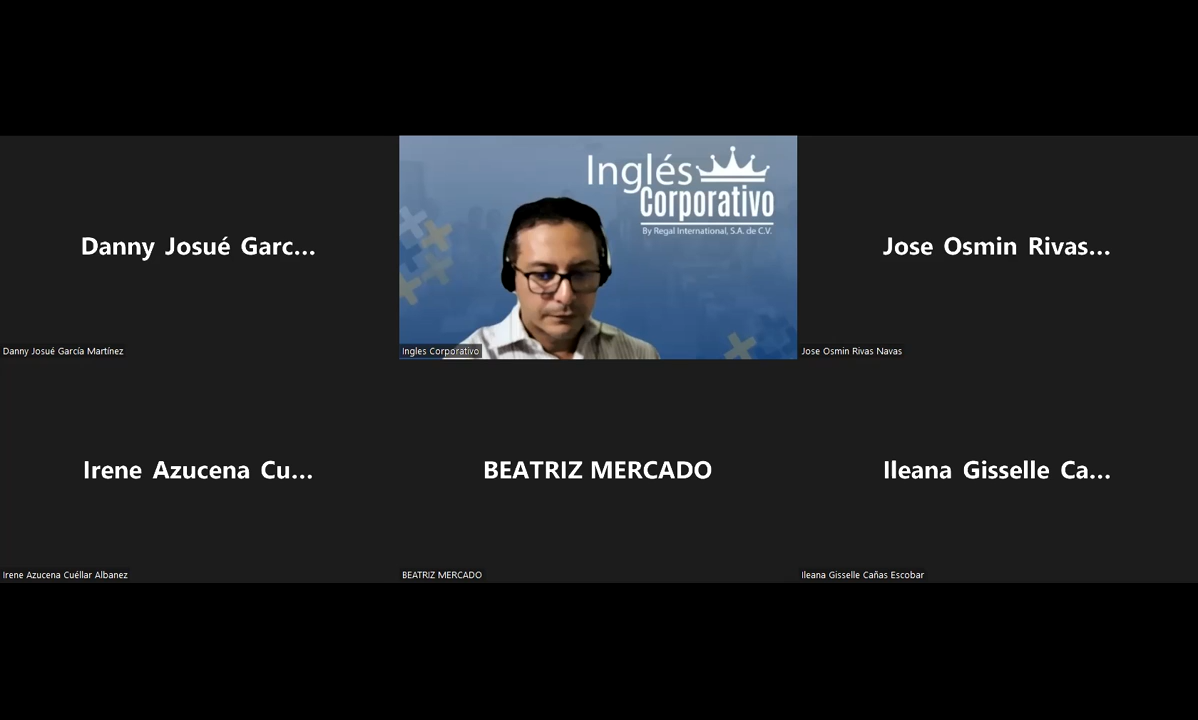 Danny Josué Garc...
Danny Josué García Martínez
Inglés
Corporativo
By Regal International, S.A. de C.V.
Ingles Corporativo
Jose Osmin Rivas...
Jose Osmin Rivas Navas
Irene Azucena Cu...
Irene Azucena Cuéllar Albanez
BEATRIZ MERCADO
BEATRIZ MERCADO
Ileana Gisselle Ca...
Ileana Gisselle Cañas Escobar